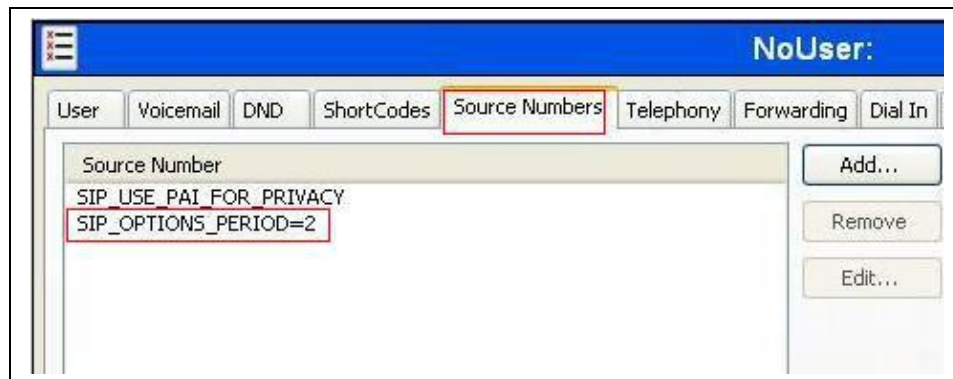 NoUser:
User Voicemail DND ShortCodes Source Numbers Telephony Forwarding Dial In
Source Number
Add...
SIP_USE_PAI_FOR_PRIVACY
SIP_OPTIONS_PERIOD=2
Remove
Edit...